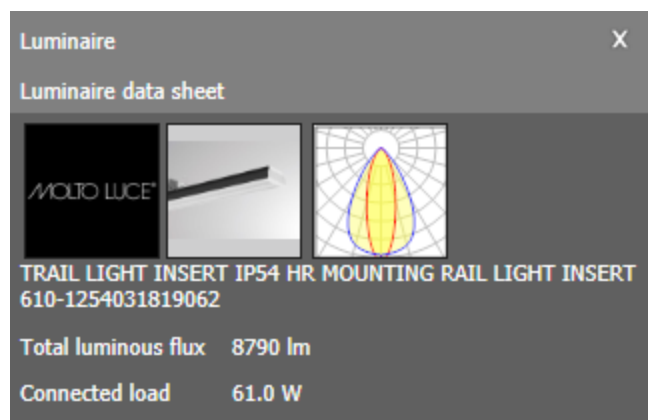 Luminaire X
Luminaire data sheet
MOLTO LUCE®
TRAIL LIGHT INSERT IP54 HR MOUNTING RAIL LIGHT INSERT
610-1254031819062
Total luminous flux 8790 lm
Connected load 61.0 W